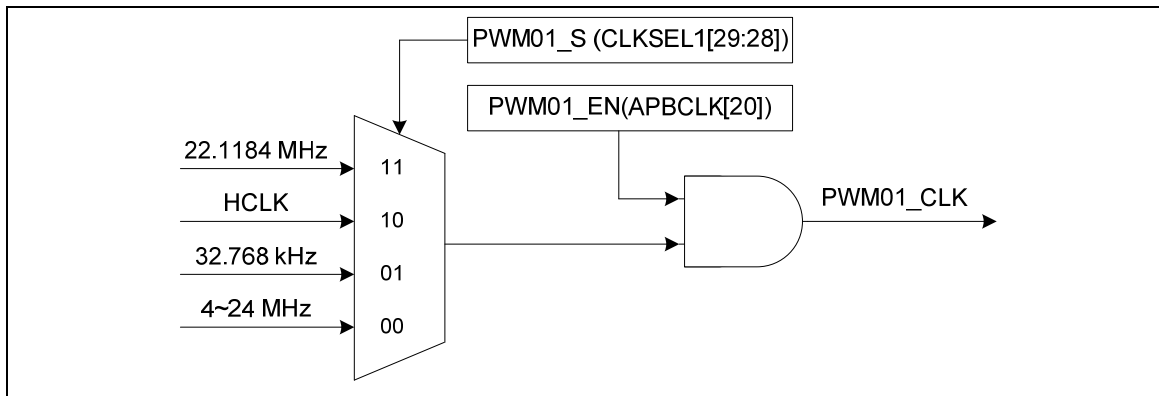 PWM01_S (CLKSEL1[29:28])
PWM01_EN(APBCLK[20])
22.1184 MHz
11
HCLK
10
32.768 kHz
01
4~24 MHz
00
PWM01_CLK